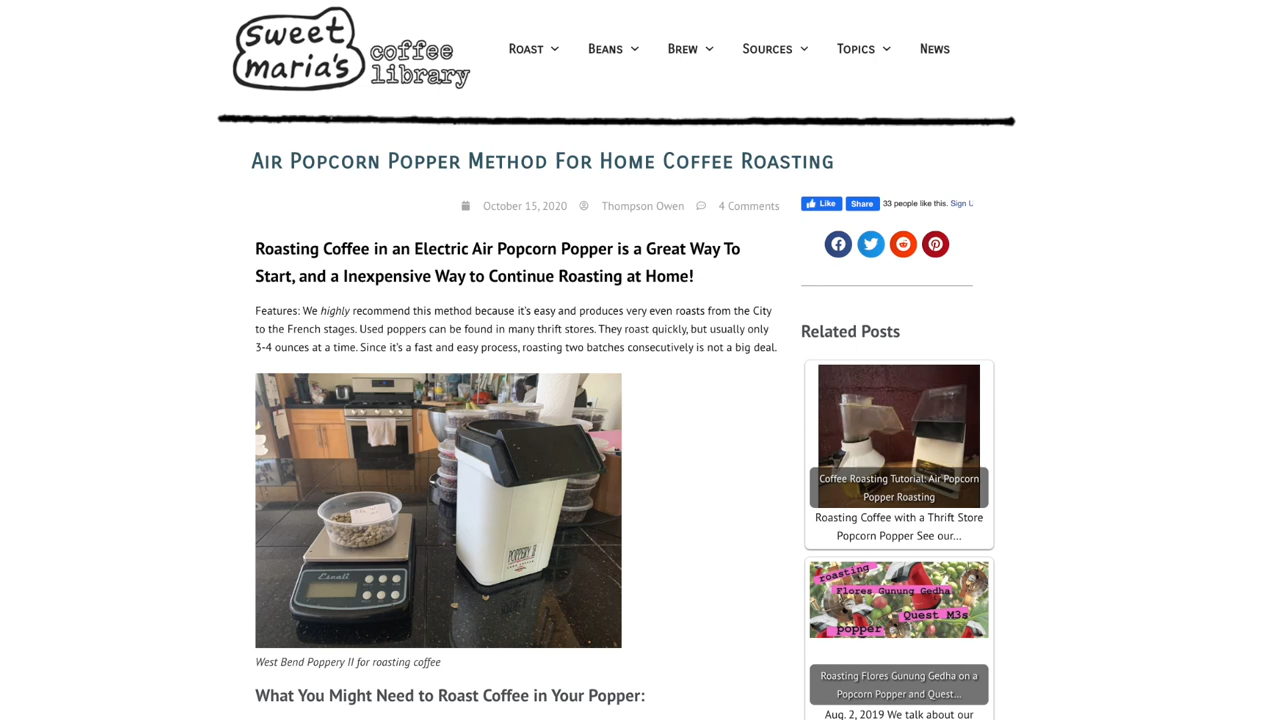 sweet
maria's
coffee
library
Roast
Beans
Brew
Sources
Topics
News
Air Popcorn Popper Method For Home Coffee Roasting
October 15, 2020 Thompson Owen 4 Comments
Roasting Coffee in an Electric Air Popcorn Popper is a Great Way To
Start, and a Inexpensive Way to Continue Roasting at Home!
Features: We highly recommend this method because it's easy and produces very even roasts from the City
to the French stages. Used poppers can be found in many thrift stores. They roast quickly, but usually only
3-4 ounces at a time. Since it's a fast and easy process, roasting two batches consecutively is not a big deal.
Escali
POPPERY II
West Bend Poppery II for roasting coffee
What You Might Need to Roast Coffee in Your Popper:
Like Share 33 people like this. Sign U
Related Posts
Coffee Roasting Tutorial: Air Popcorn
Popper Roasting
Roasting Coffee with a Thrift Store
Popcorn Popper See our...
roasting
Flores Gunung Gedha
Quest M3s
popper
Roasting Flores Gunung Gedha on a
Popcorn Popper and Quest...
Aug. 2, 2019 We talk about our